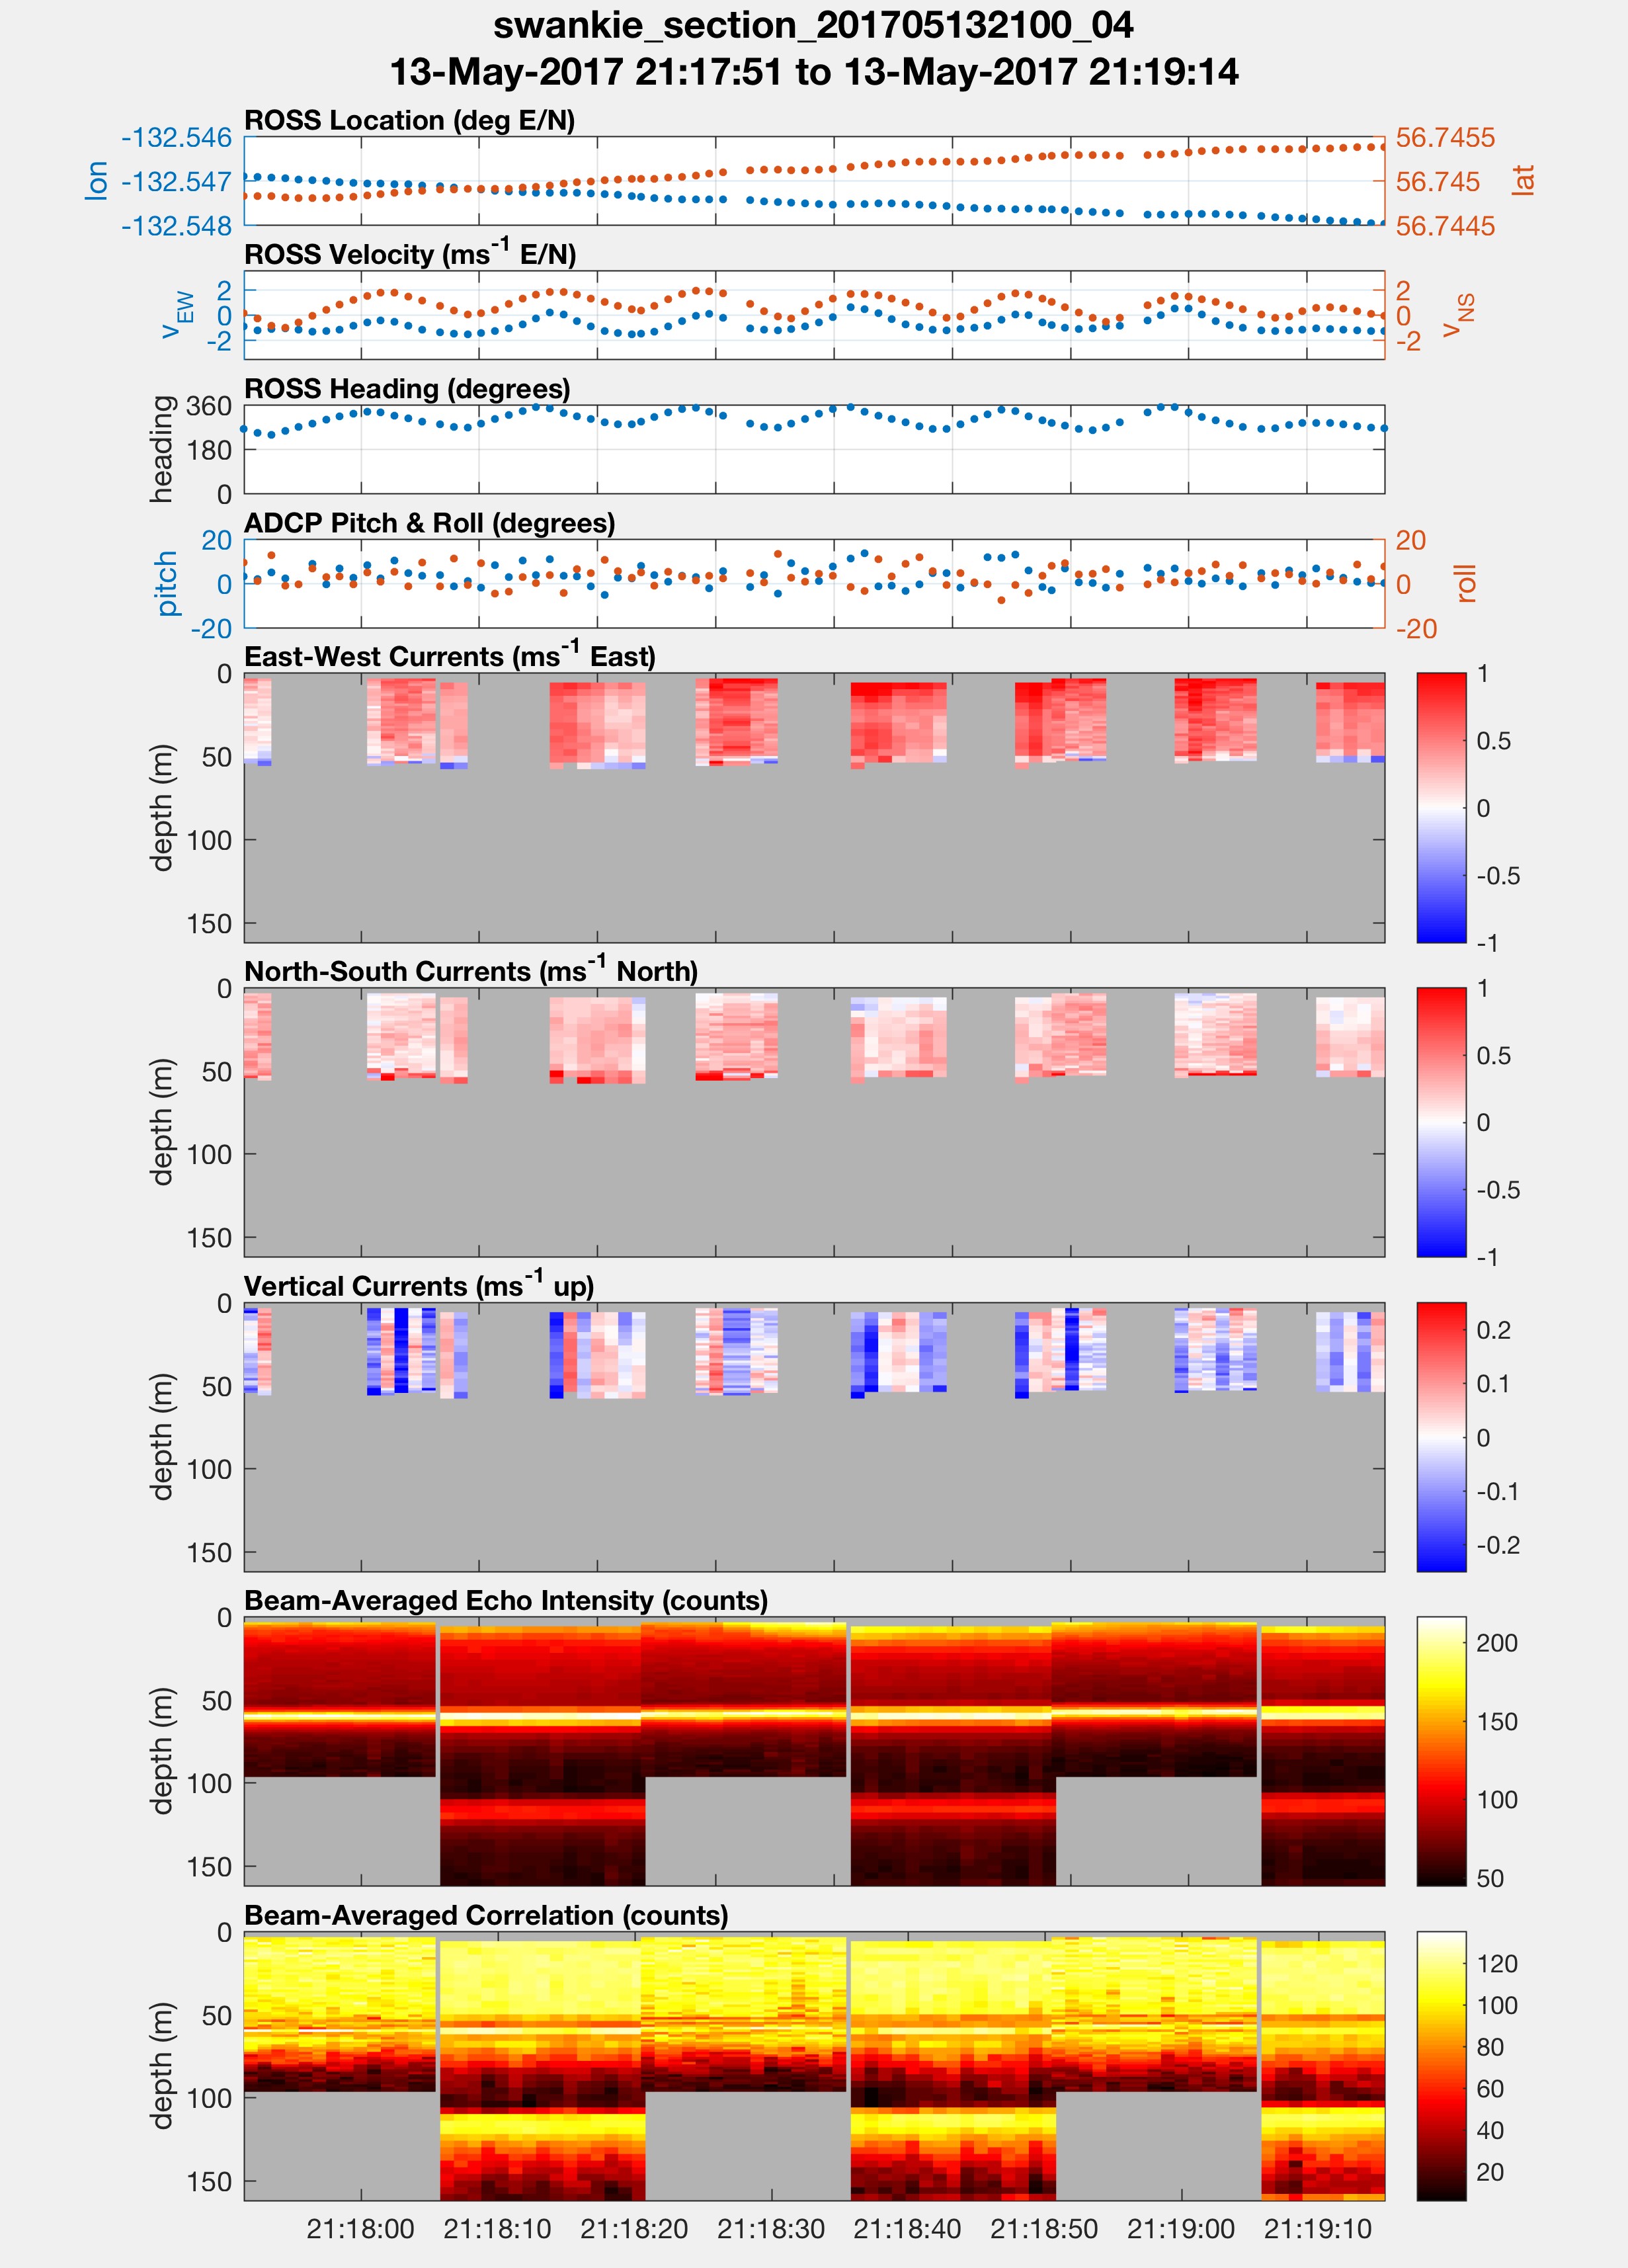 swankie_section_201705132100_04
13-May-2017 21:17:51 to 13-May-2017 21:19:14
ROSS Location (deg E/N)
-132.546
-132.547
-132.548
lon
56.7455
56.745
56.7445
lat
ROSS Velocity (ms-1 E/N)
2
0
-2
vEW
2
0
-2
vNS
ROSS Heading (degrees)
360
180
0
heading
ADCP Pitch & Roll (degrees)
20
0
-20
pitch
20
0
-20
roll
East-West Currents (ms-1 East)
0
50
100
150
depth (m)
1
0.5
0
-0.5
-1
North-South Currents (ms-1 North)
0
50
100
150
depth (m)
1
0.5
0
-0.5
-1
Vertical Currents (ms-1 up)
0
50
100
150
depth (m)
0.2
0.1
0
-0.1
-0.2
Beam-Averaged Echo Intensity (counts)
0
50
100
150
depth (m)
200
150
100
50
Beam-Averaged Correlation (counts)
0
50
100
150
depth (m)
120
100
80
60
40
20
21:18:00 21:18:10 21:18:20 21:18:30 21:18:40 21:18:50 21:19:00 21:19:10